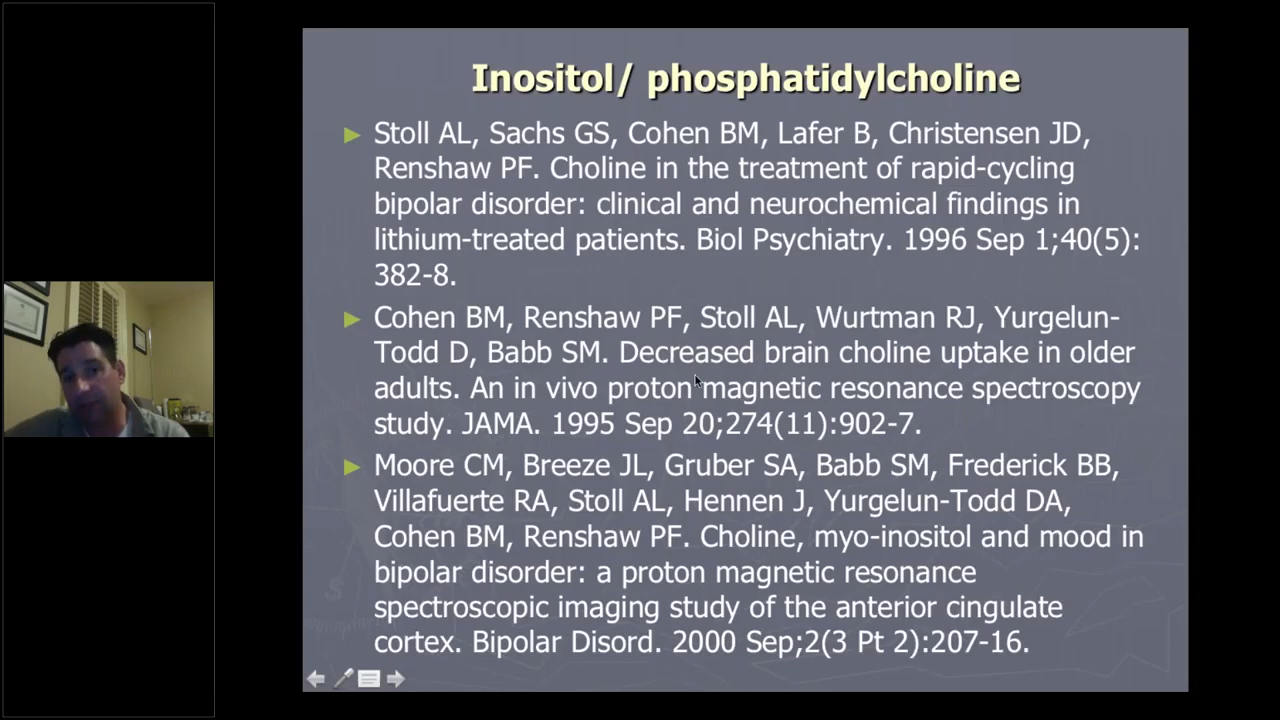 Inositol/ phosphatidylcholine
Stoll AL, Sachs GS, Cohen BM, Lafer B, Christensen JD,
Renshaw PF. Choline in the treatment of rapid-cycling
bipolar disorder: clinical and neurochemical findings in
lithium-treated patients. Biol Psychiatry. 1996 Sep 1;40(5):
382-8.
Cohen BM, Renshaw PF, Stoll AL, Wurtman RJ, Yurgelun-
Todd D, Babb SM. Decreased brain choline uptake in older
adults. An in vivo proton magnetic resonance spectroscopy
study. JAMA. 1995 Sep 20;274(11):902-7.
Moore CM, Breeze JL, Gruber SA, Babb SM, Frederick BB,
Villafuerte RA, Stoll AL, Hennen J, Yurgelun-Todd DA,
Cohen BM, Renshaw PF. Choline, myo-inositol and mood in
bipolar disorder: a proton magnetic resonance
spectroscopic imaging study of the anterior cingulate
cortex. Bipolar Disord. 2000 Sep;2(3 Pt 2):207-16.